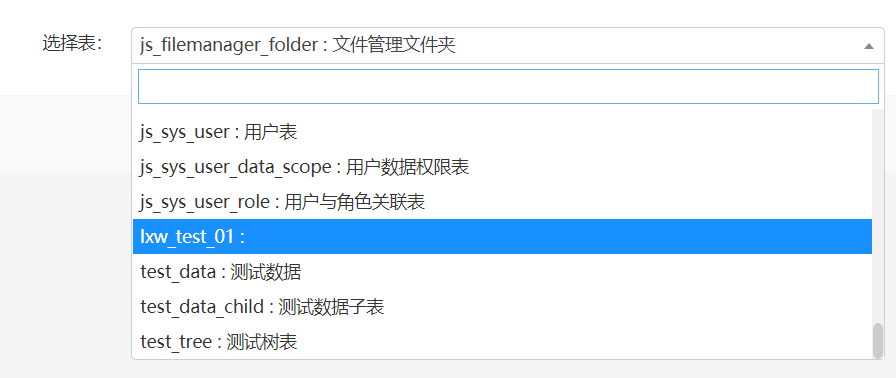 选择表: js_filemanager_folder : 文件管理文件夹
js_sys_user : 用户表
js_sys_user_data_scope : 用户数据权限表
js_sys_user_role : 用户与角色关联表
lxw_test_01 :
test_data : 测试数据
test_data_child : 测试数据子表
test_tree : 测试树表